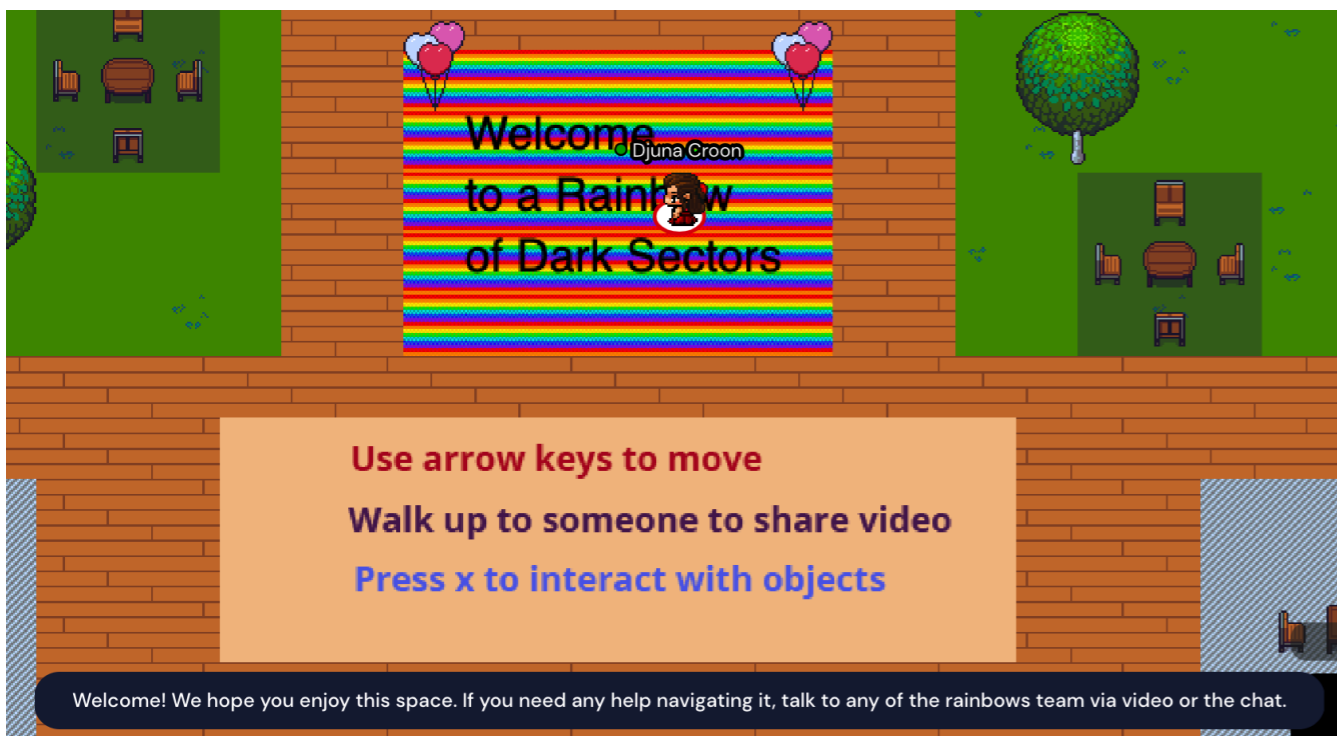 Welcome
Djuna Croon
to a Rainbow
of Dark Sectors
Use arrow keys to move
Walk up to someone to share video
Press x to interact with objects
Welcome! We hope you enjoy this space. If you need any help navigating it, talk to any of the rainbows team via video or the chat.